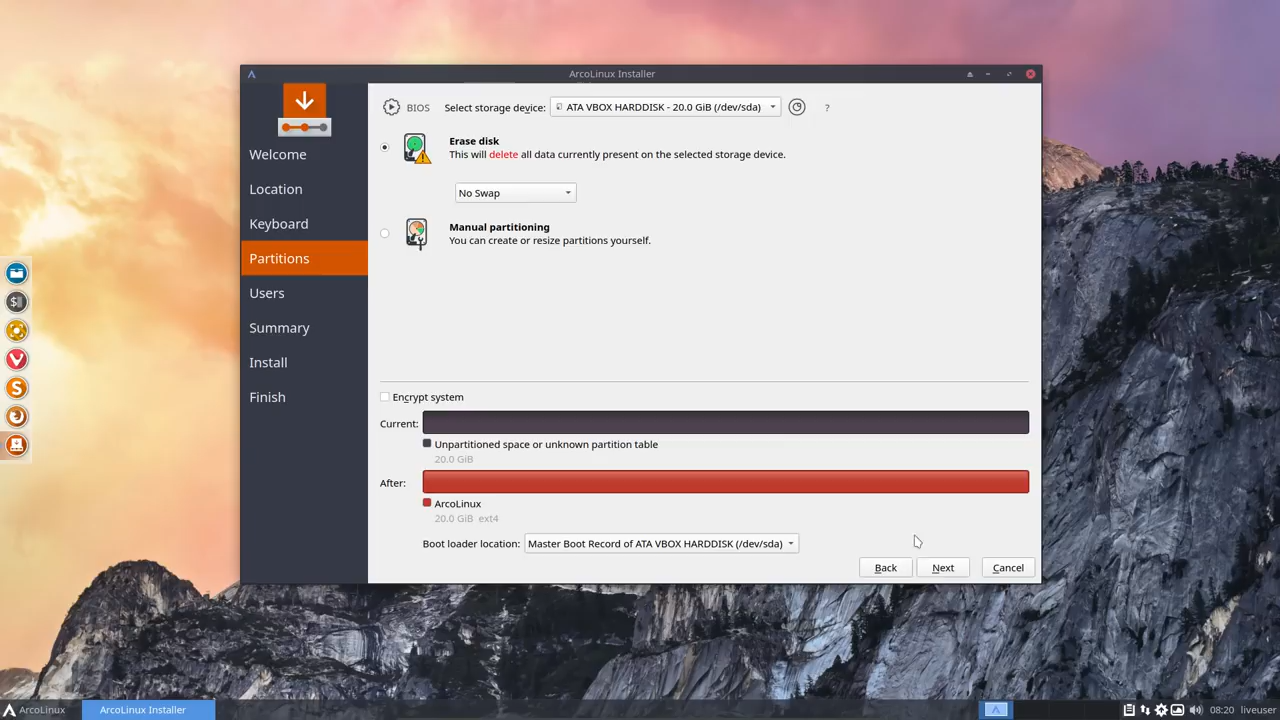 ArcoLinux Installer
Welcome
Location
Keyboard
Partitions
Users
Summary
Install
Finish
BIOS
Select storage device:
ATA VBOX HARDDISK - 20.0 GiB (/dev/sda)
?
Erase disk
This will delete all data currently present on the selected storage device.
No Swap
Manual partitioning
You can create or resize partitions yourself.
Encrypt system
Current:
Unpartitioned space or unknown partition table
20.0 GiB
After:
ArcoLinux
20.0 GiB ext4
Boot loader location:
Master Boot Record of ATA VBOX HARDDISK (/dev/sda)
Back
Next
Cancel
ArcoLinux
ArcoLinux Installer
08:20
liveuser